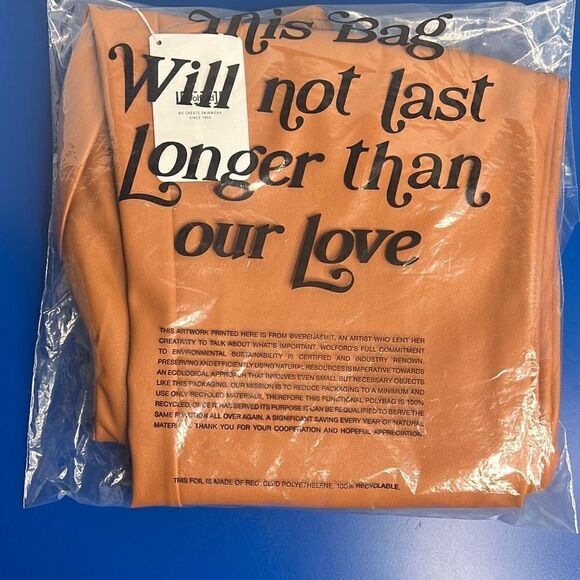 This Bag
Will not last
Longer than
our Love
WE CREATE SKINWEAR
SINCE 1950
THIS ARTWORK PRINTED HERE IS FROM @VERENASMIT, AN ARTIST WHO LENT HER
CREATIVITY TO TALK ABOUT WHAT'S IMPORTANT. WOLFORD'S FULL COMMITMENT
TO ENVIRONMENTAL SUSTAINABILITY IS CERTIFIED AND INDUSTRY RENOWN.
PRESERVING AND EFFICIENTLY USING NATURAL RESOURCES IS IMPERATIVE TOWARDS
AN ECOLOGICAL APPROACH THAT INVOLVES EVEN SMALL BUT NECESSARY OBJECTS
LIKE THIS PACKAGING. OUR MISSION IS TO REDUCE PACKAGING TO A MINIMUM AND
USE ONLY RECYCLED MATERIALS, THEREFORE THIS FUNCTIONAL POLYBAG IS 100%
RECYCLED. ONCE IT HAS SERVED ITS PURPOSE IT CAN BE REQUALIFIED TO SERVE THE
SAME FUNCTION ALL OVER AGAIN. A SIGNIFICANT SAVING EVERY YEAR OF NATURAL
MATERIAL. THANK YOU FOR YOUR COOPERATION AND HOPEFUL APPRECIATION.
THIS FOIL IS MADE OF RECYCLED POLYETHELENE. 100% RECYCLABLE.